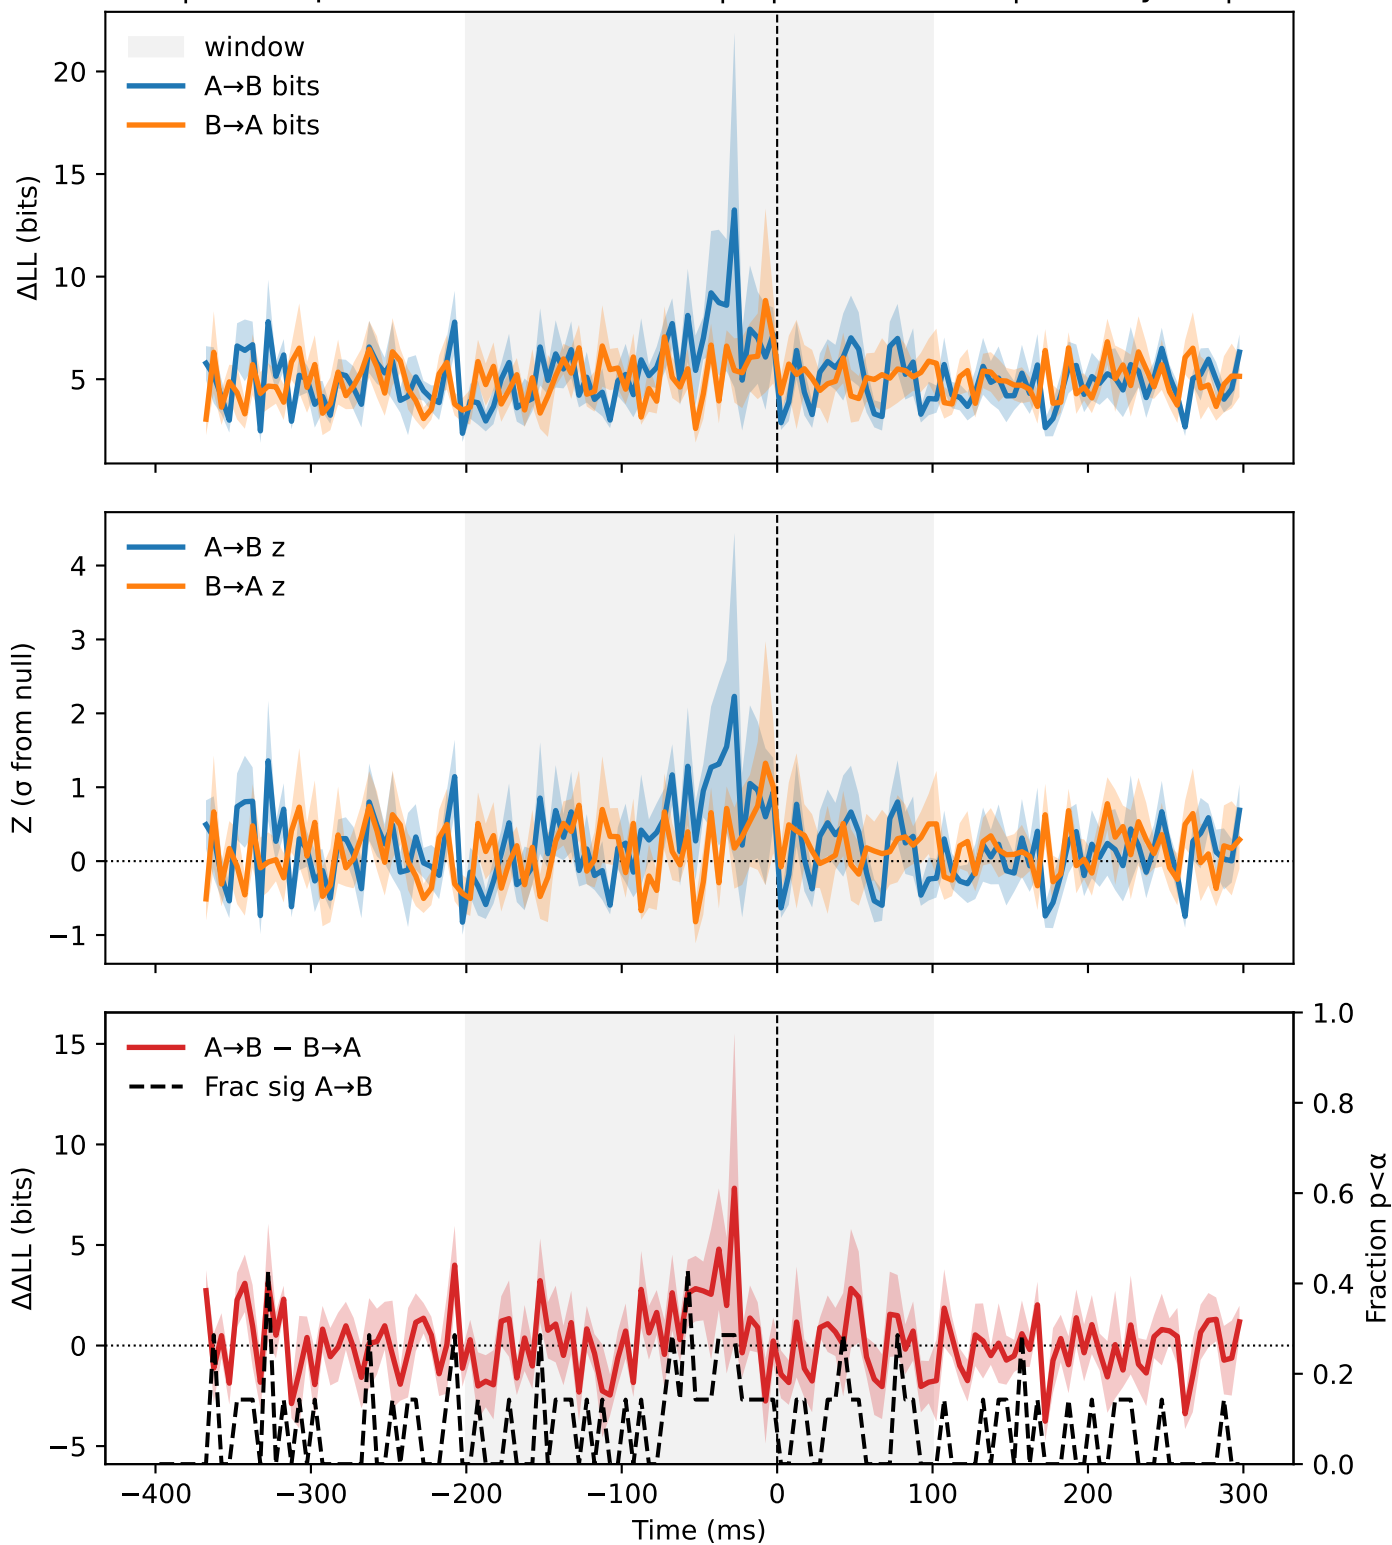 window
A→B bits
B→A bits
20
15
10
5
ΔLL (bits)
A→B z
B→A z
4
3
2
1
0
−1
Z (σ from null)
A→B − B→A
Frac sig A→B
15
10
5
0
−5
ΔΔLL (bits)
1.0
0.8
0.6
0.4
0.2
0.0
Fraction p<α
−400 −300 −200 −100 0 100 200 300
Time (ms)